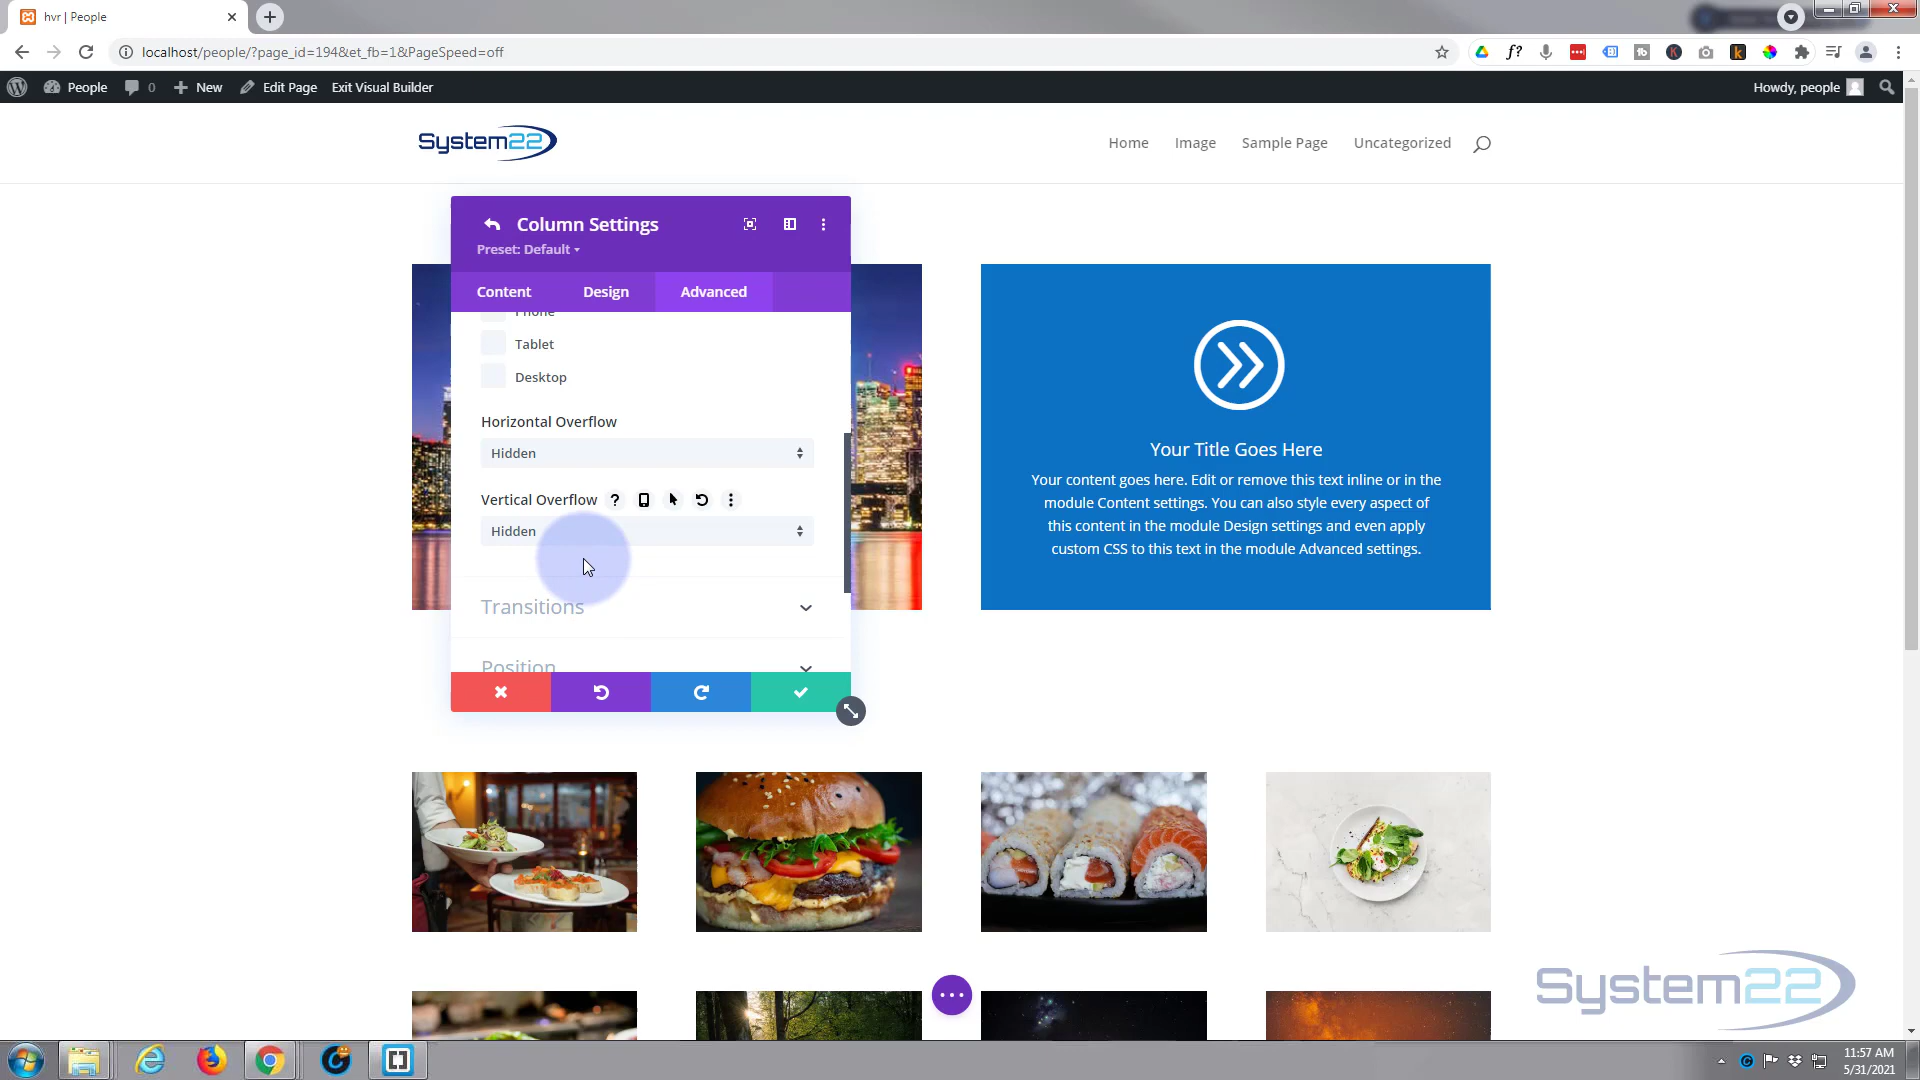 hvr | People
localhost/people/?page_id=194&et_fb=1&PageSpeed=off
People
0
New
Edit Page
Exit Visual Builder
Howdy, people
System22
Home
Image
Sample Page
Uncategorized
Column Settings
Preset: Default
Content
Design
Advanced
Phone
Tablet
Desktop
Horizontal Overflow
Hidden
Vertical Overflow
Hidden
Transitions
Position
Your Title Goes Here
Your content goes here. Edit or remove this text inline or in the
module Content settings. You can also style every aspect of
this content in the module Design settings and even apply
custom CSS to this text in the module Advanced settings.
System22
11:57 AM
5/31/2021